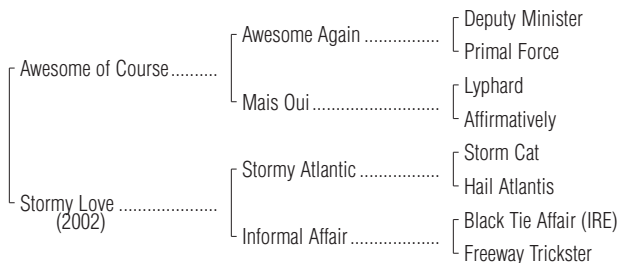 Deputy Minister
Awesome Again ................
Primal Force
Awesome of Course..........
Lyphard
Mais Oui...........................
Affirmatively
Storm Cat
Stormy Atlantic .................
Hail Atlantis
Stormy Love .....................
(2002)
Black Tie Affair (IRE)
Informal Affair...................
Freeway Trickster